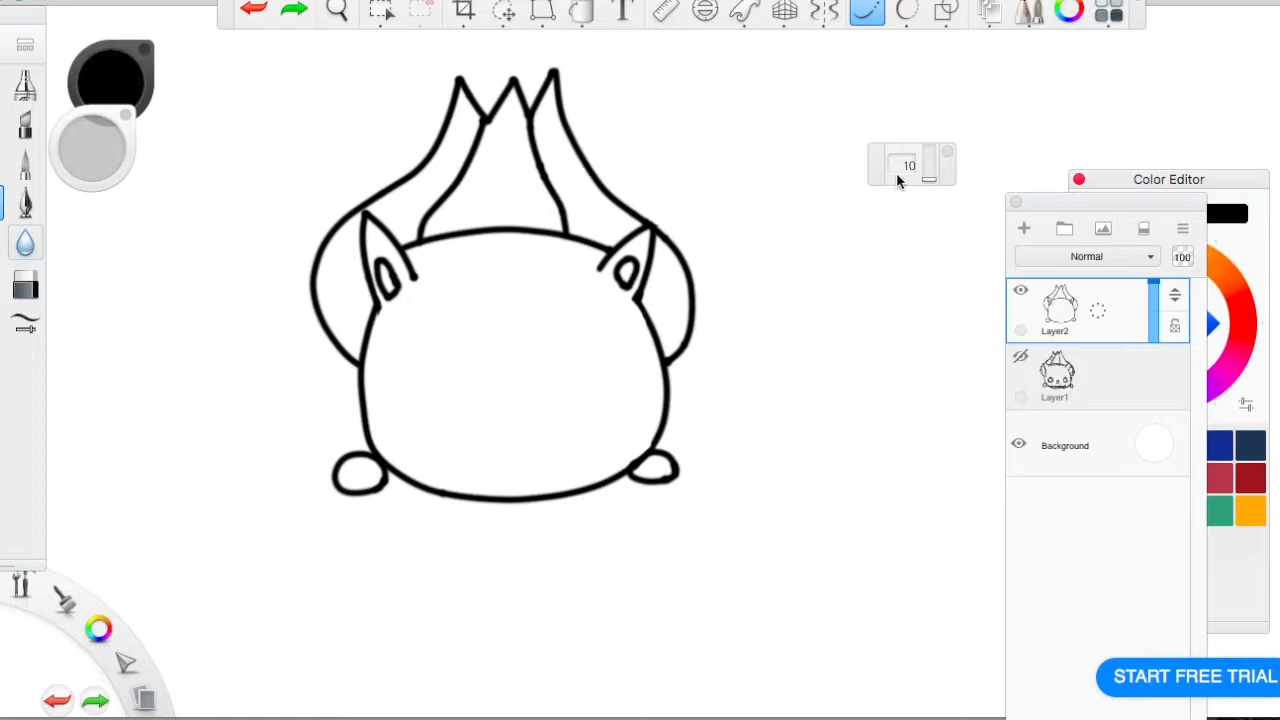 10
Color Editor
Normal
100
Layer2
Layer1
Background
START FREE TRIAL